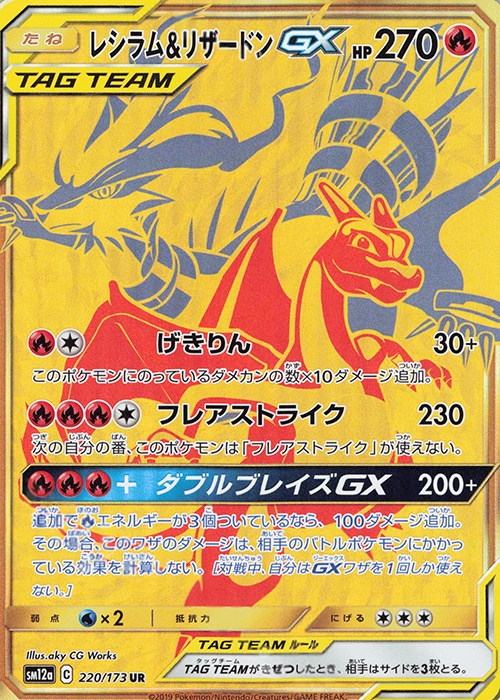 たね レシラム&リザードンGX HP270
TAG TEAM
げきりん 30+
このポケモンにのっているダメカンの数×10ダメージ追加。
フレアストライク 230
次の自分の番、このポケモンは「フレアストライク」が使えない。
+ ダブルブレイズGX 200+
追加でエネルギーが3個ついているなら、100ダメージ追加。
その場合、このワザのダメージは、相手のバトルポケモンにかかっ
ている効果を計算しない。[対戦中、自分はGXワザを1回しか使え
ない。]
弱点 ×2 抵抗力 にげる
Illus.aky CG Works
TAG TEAM ルール
sm12a C 220/173 UR
TAG TEAMがきぜつしたとき、相手はサイドを3枚とる。
©2019 Pokémon/Nintendo/Creatures/GAME FREAK.